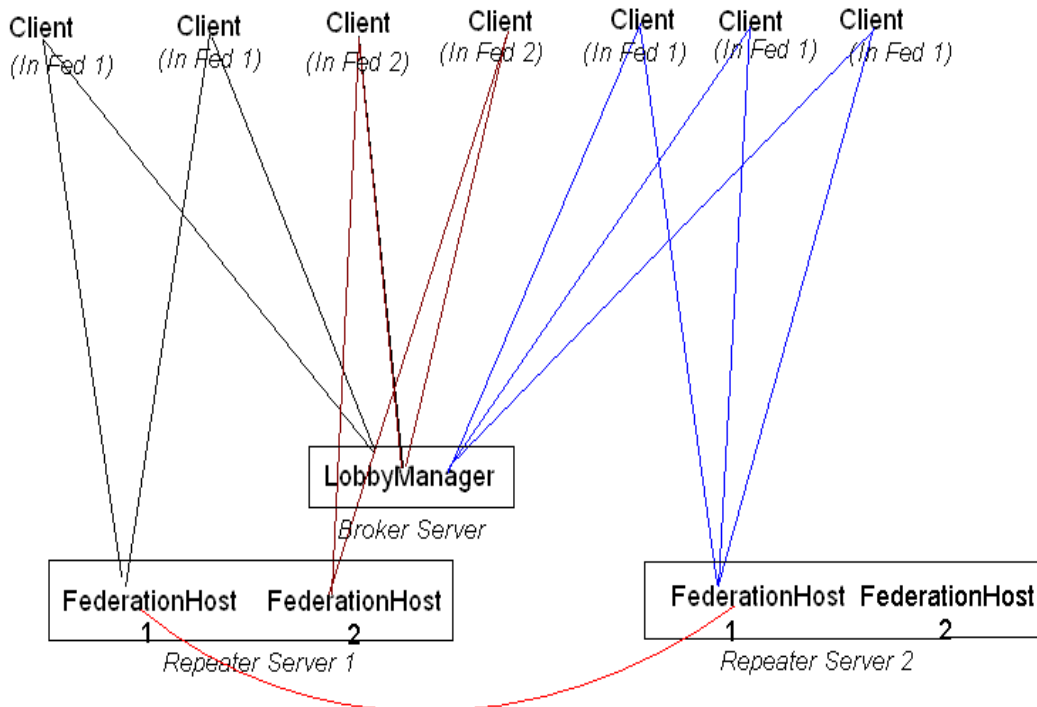 Client Client Client Client Client Client Client
(In Fed 1) (In Fed 1) (In Fed 2) (In Fed 2) (In Fed 1) (In Fed 1) (In Fed 1)
LobbyManager
Broker Server
FederationHost FederationHost FederationHost FederationHost
1 2 1 2
Repeater Server 1 Repeater Server 2